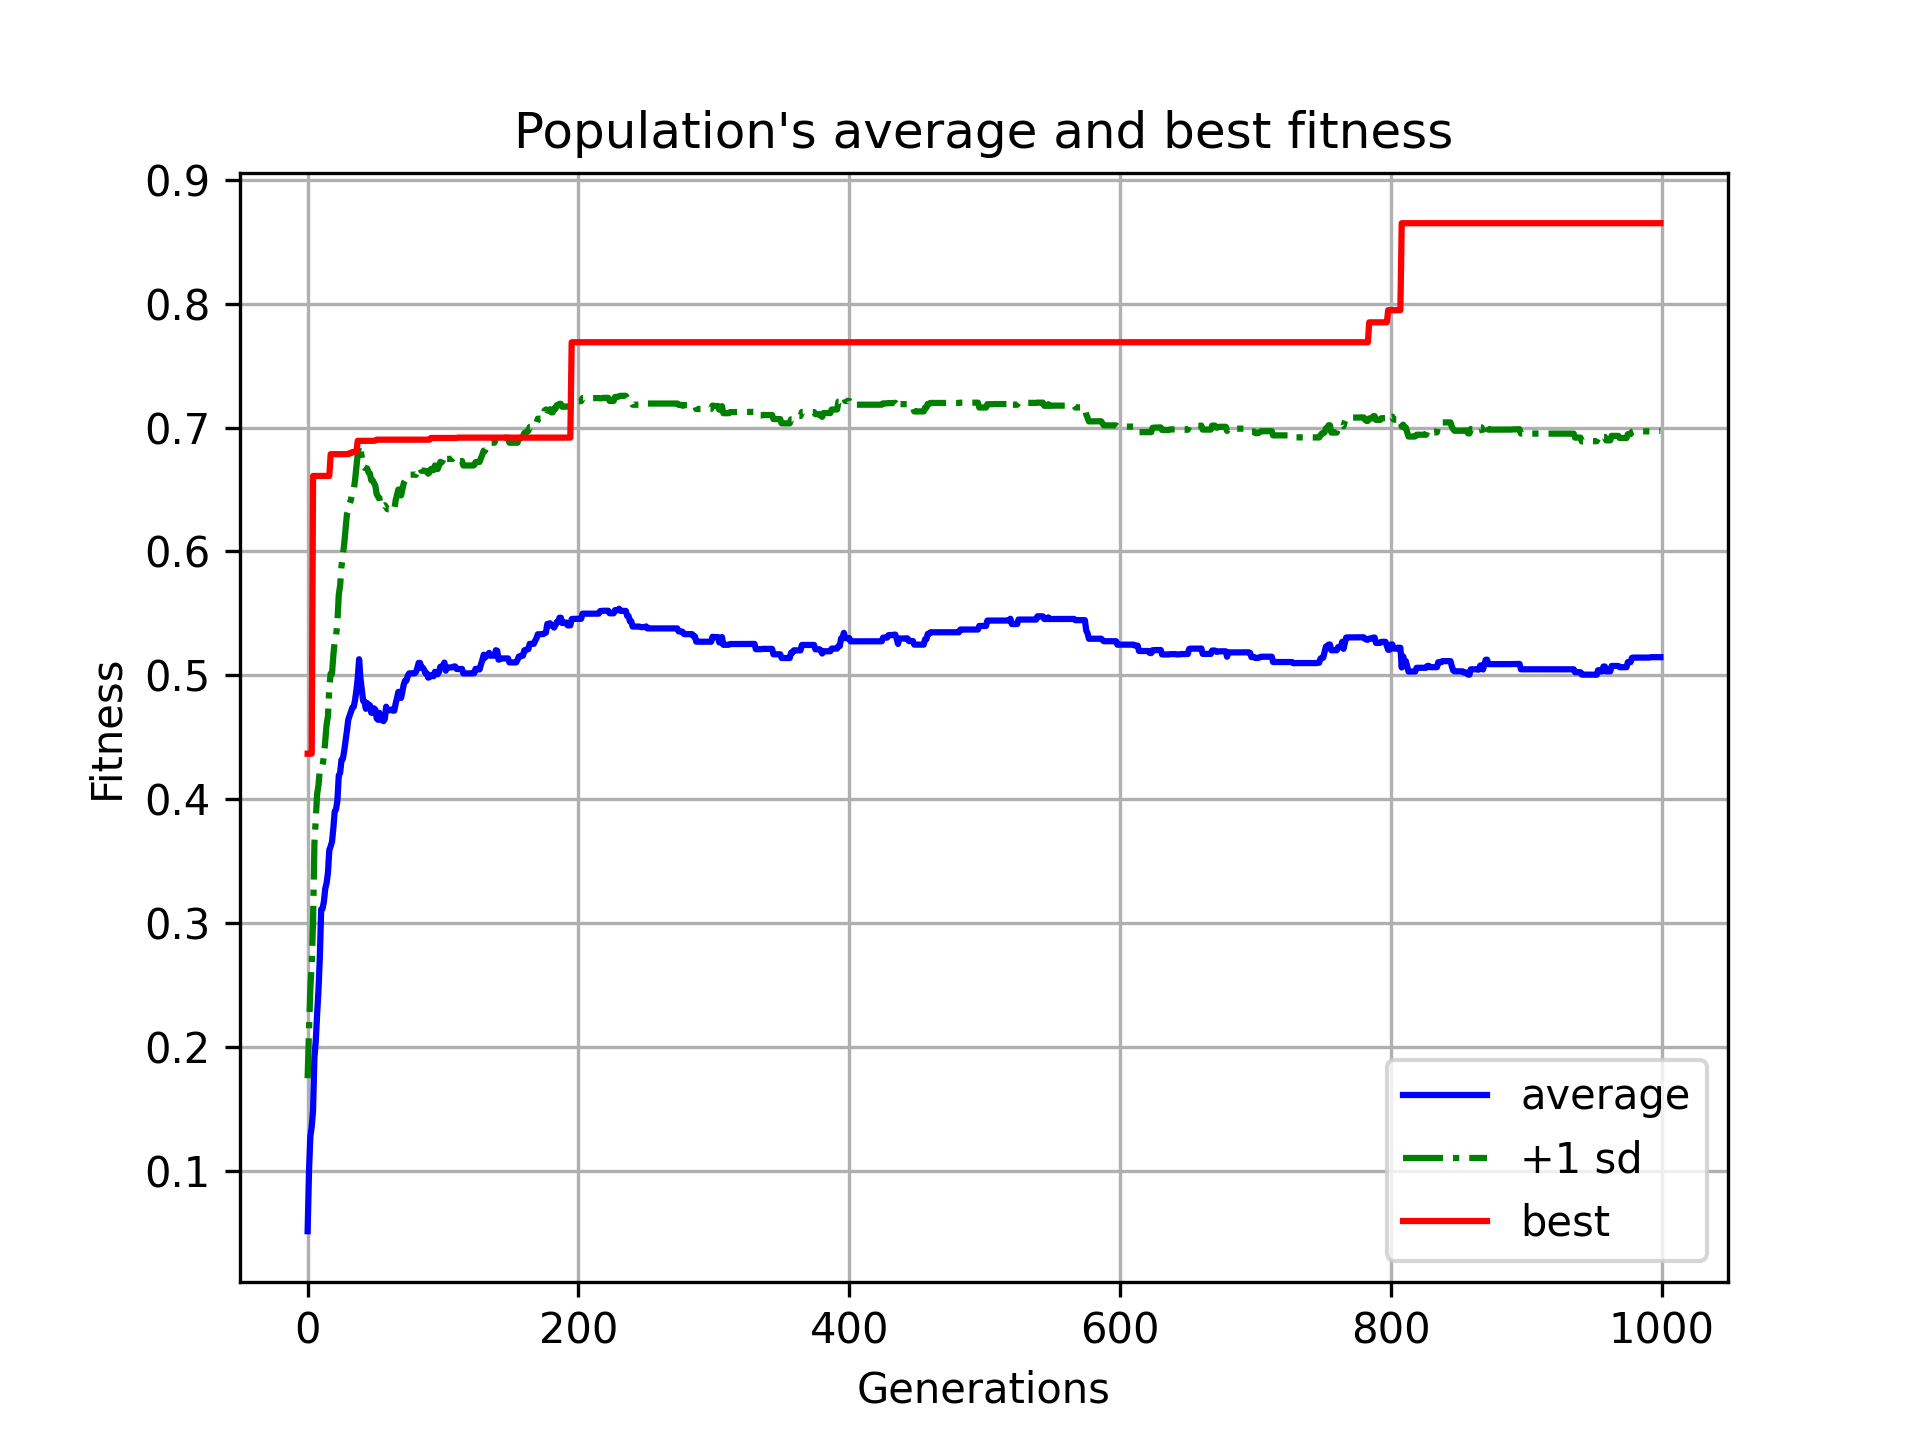 Population's average and best fitness
0.9
0.8
0.7
0.6
0.5
0.4
0.3
0.2
0.1
Fitness
average
+1 sd
best
0 200 400 600 800 1000
Generations